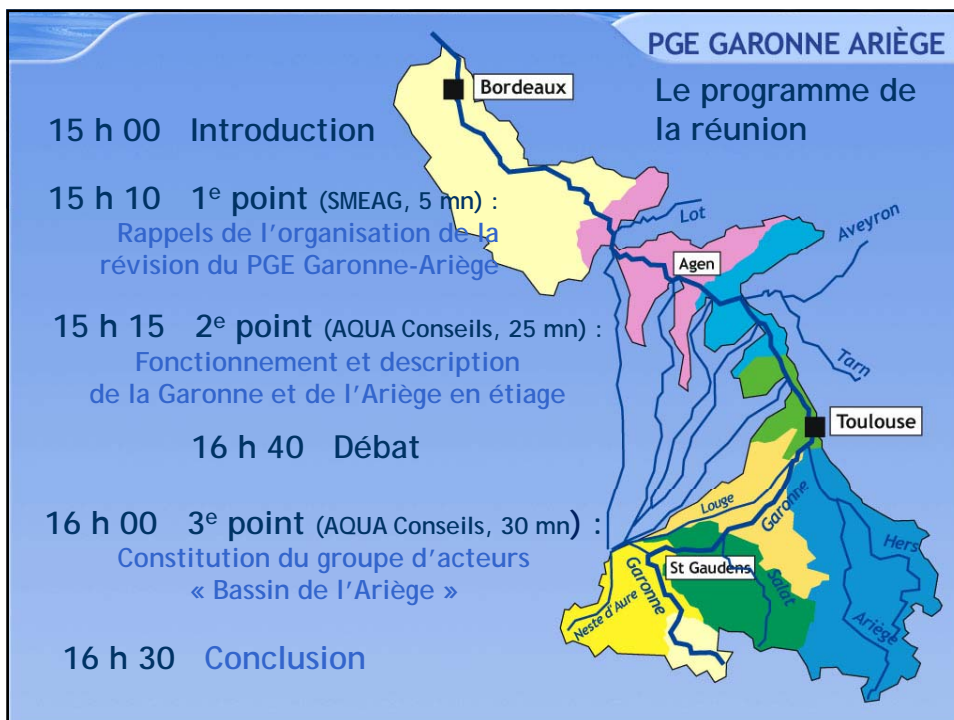 PGE GARONNE ARIÈGE
Le programme de
la réunion
15 h 00 Introduction
15 h 10 1e point (SMEAG, 5 mn) :
Rappels de l'organisation de la
révision du PGE Garonne-Ariège
15 h 15 2e point (AQUA Conseils, 25 mn) :
Fonctionnement et description
de la Garonne et de l'Ariège en étiage
16 h 40 Débat
16 h 00 3e point (AQUA Conseils, 30 mn) :
Constitution du groupe d'acteurs
« Bassin de l'Ariège »
16 h 30 Conclusion
Bordeaux
Lot
Aveyron
Agen
Tarn
Toulouse
Louge
Garonne
Hers
St Gaudens
Salat
Garonne
Neste d'Aure
Ariège